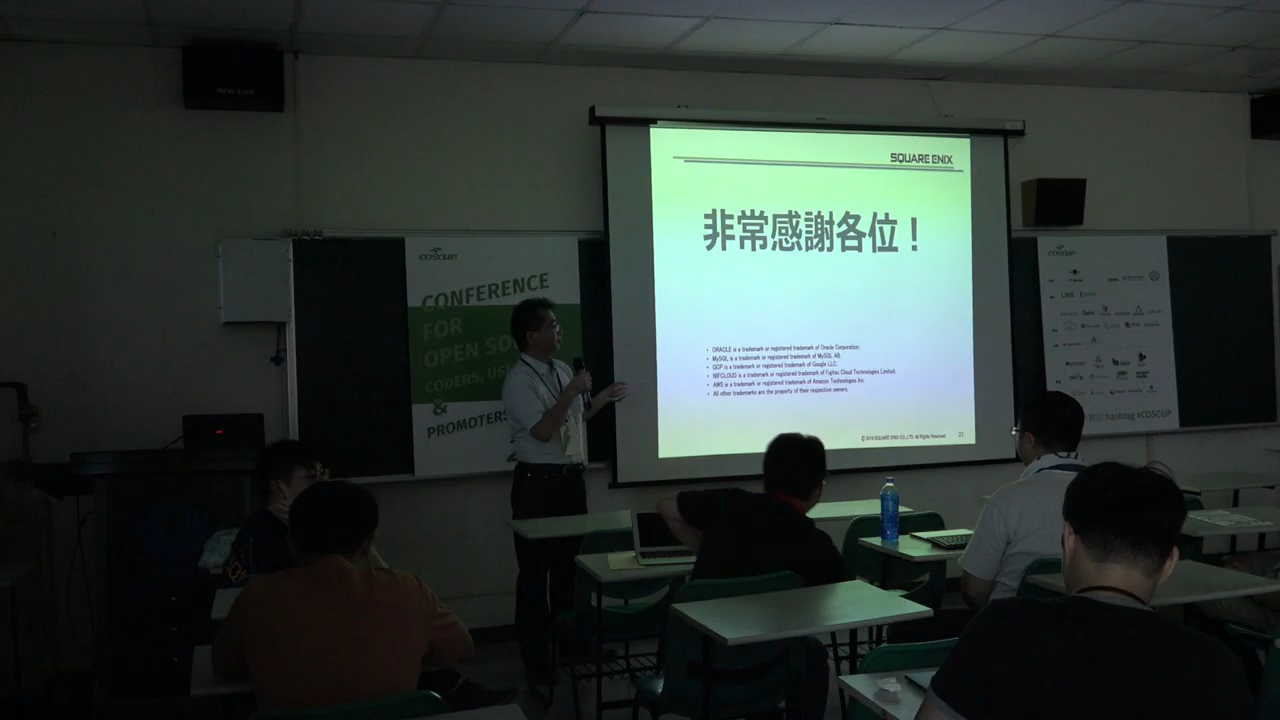 SQUARE ENIX
非常感謝各位！
• ORACLE is a trademark or registered trademark of Oracle Corporation.
• MySQL is a trademark or registered trademark of MySQL AB.
• GCP is a trademark or registered trademark of Google LLC.
• NIFCLOUD is a trademark or registered trademark of Fujitsu Cloud Technologies Limited.
• AWS is a trademark or registered trademark of Amazon Technologies Inc.
• All other trademarks are the property of their respective owners.
© 2019 SQUARE ENIX CO., LTD. All Rights Reserved.
21
COSCUP
CONFERENCE
FOR
OPEN SO
CODERS, US
&
PROMOTERS
COSCUP
hashtag #COSCUP